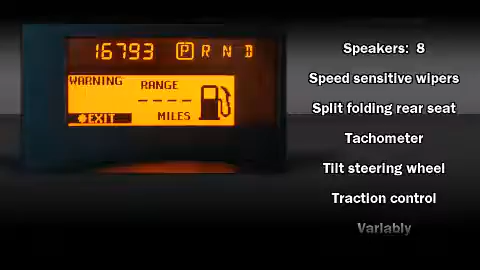 16793 P R N D
WARNING
RANGE
----
MILES
EXIT
Speakers: 8
Speed sensitive wipers
Split folding rear seat
Tachometer
Tilt steering wheel
Traction control
Variably